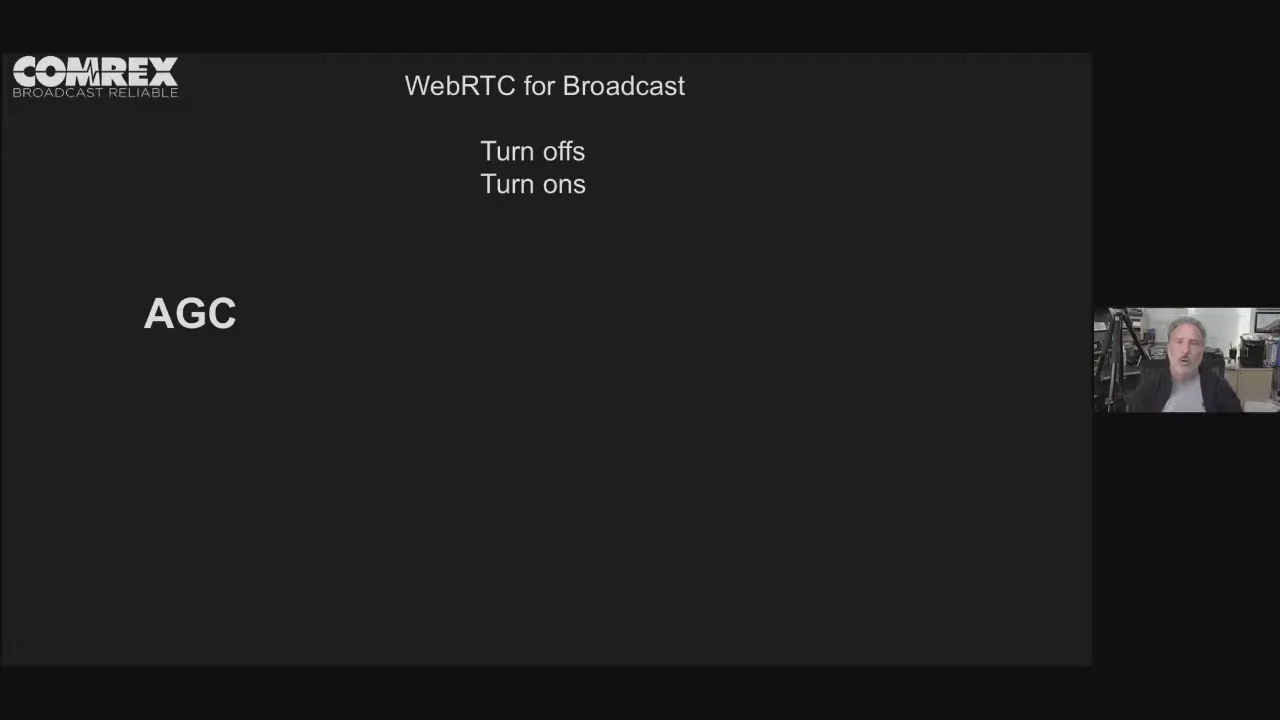 COMREX
BROADCAST RELIABLE
WebRTC for Broadcast
Turn offs
Turn ons
AGC